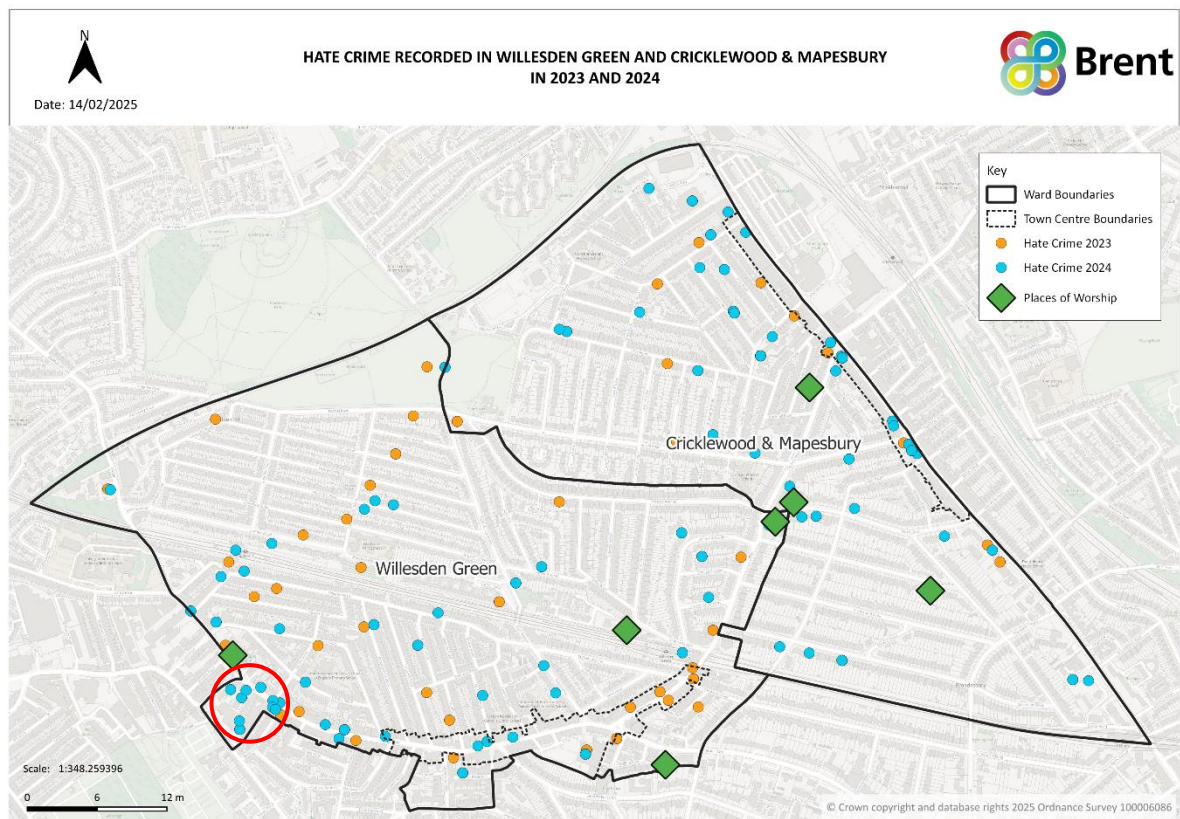 N
Date: 14/02/2025
HATE CRIME RECORDED IN WILLESDEN GREEN AND CRICKLEWOOD & MAPESBURY
IN 2023 AND 2024
Brent
Key
Ward Boundaries
Town Centre Boundaries
Hate Crime 2023
Hate Crime 2024
Places of Worship
Cricklewood & Mapesbury
Willesden Green
Scale: 1:348.259396
0 6 12 m
© Crown copyright and database rights 2025 Ordnance Survey 100006086